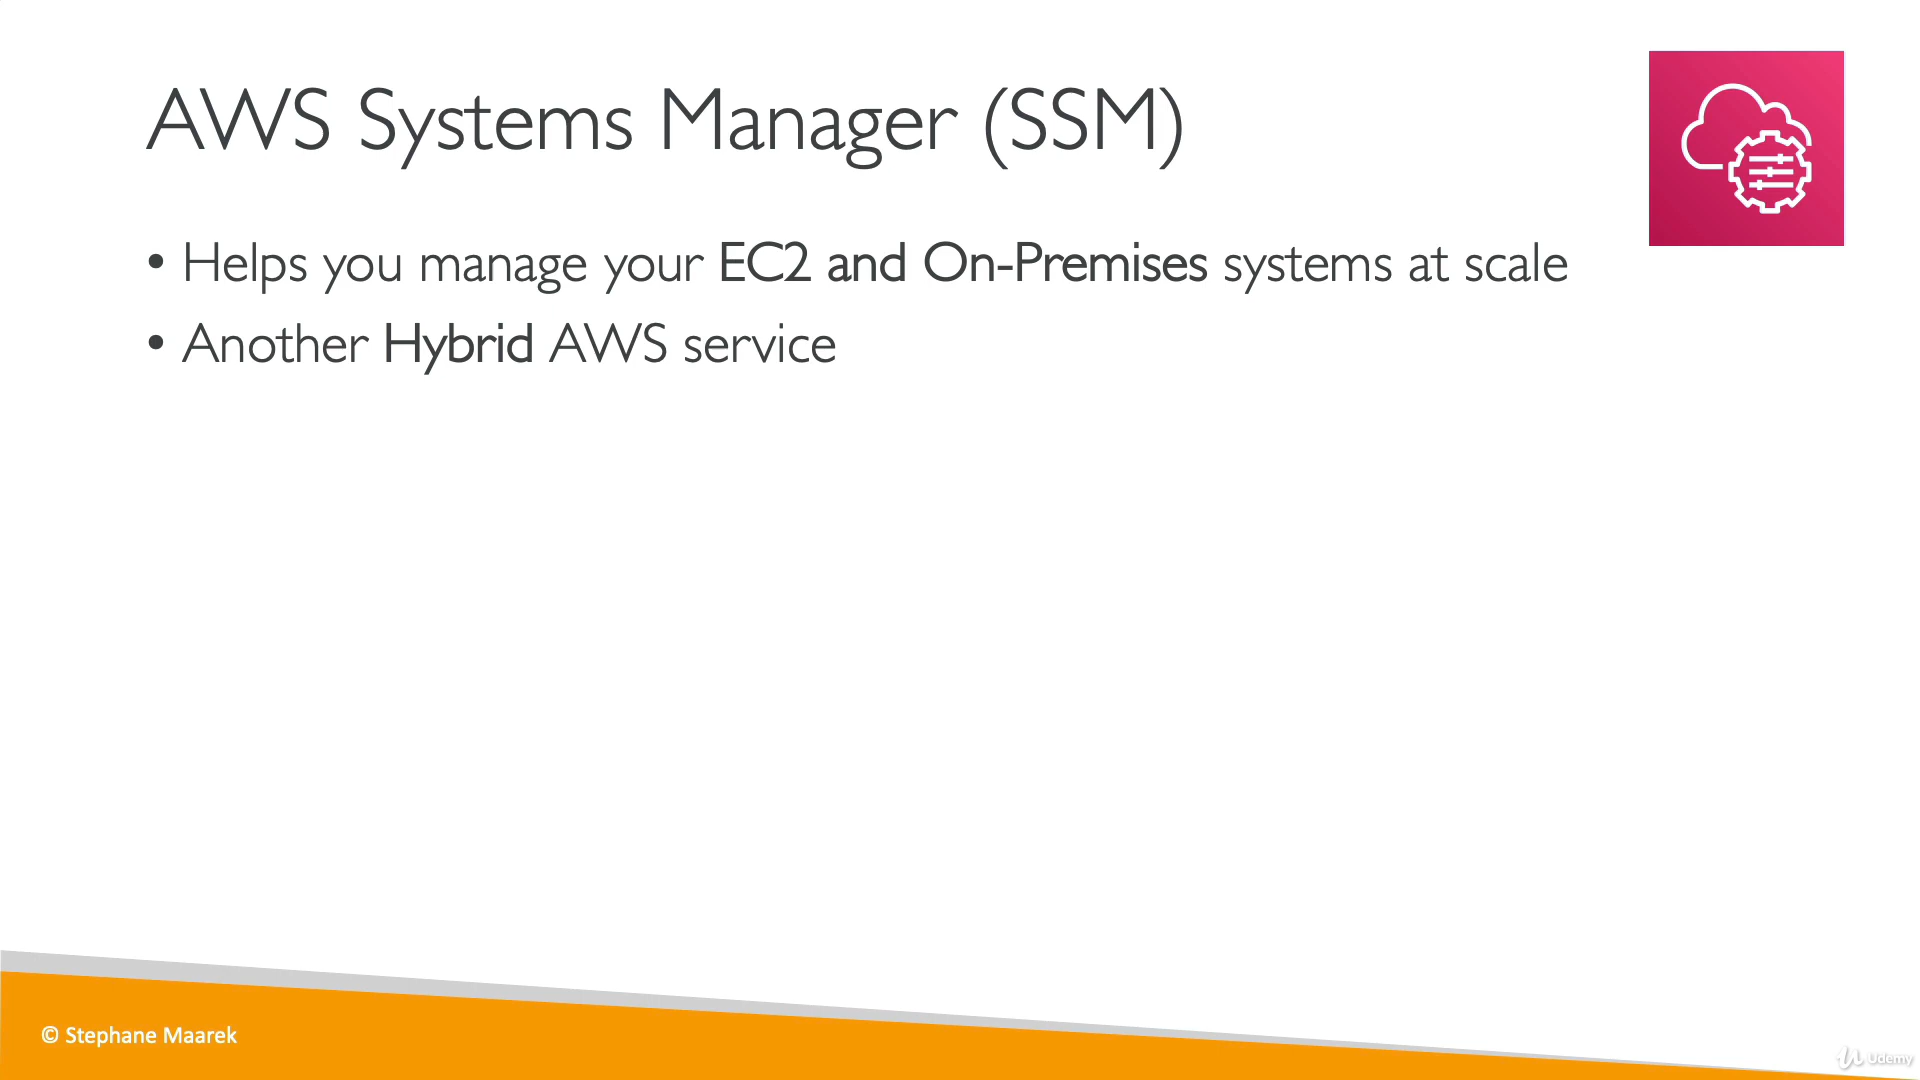 AWS Systems Manager (SSM)
• Helps you manage your EC2 and On-Premises systems at scale
• Another Hybrid AWS service
© Stephane Maarek
Udemy